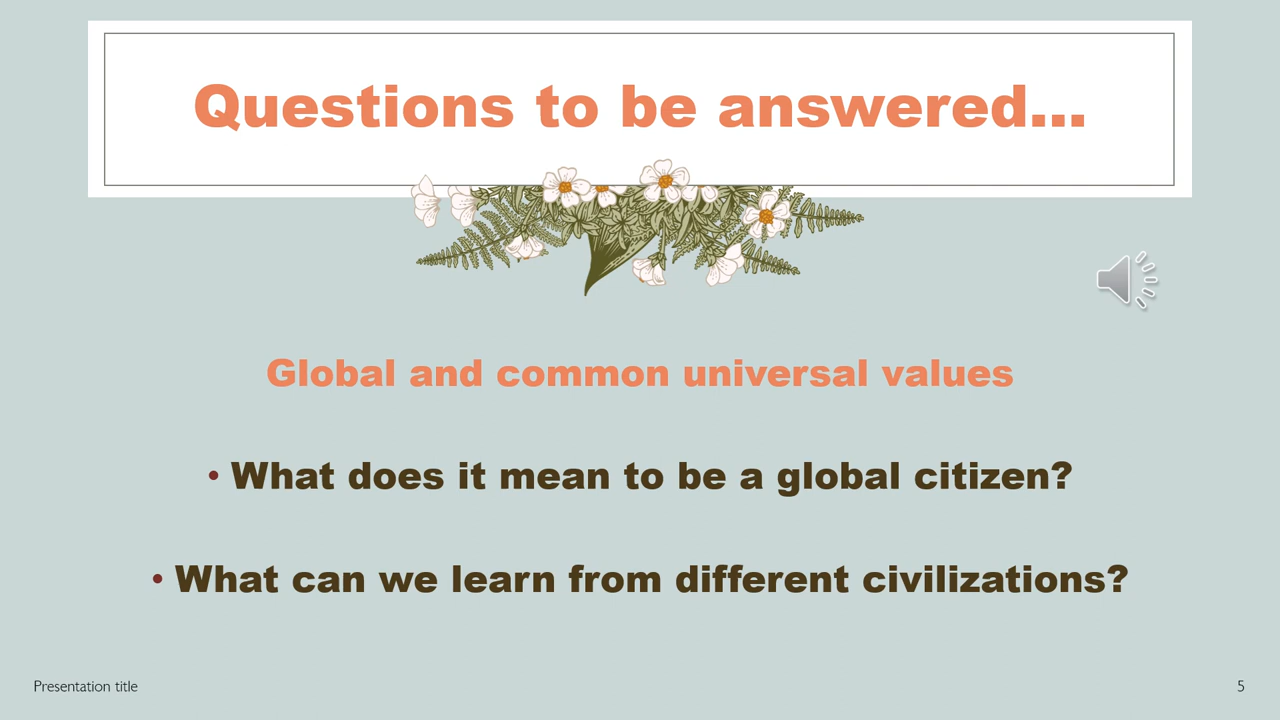 Questions to be answered...
Global and common universal values
• What does it mean to be a global citizen?
• What can we learn from different civilizations?
Presentation title
5